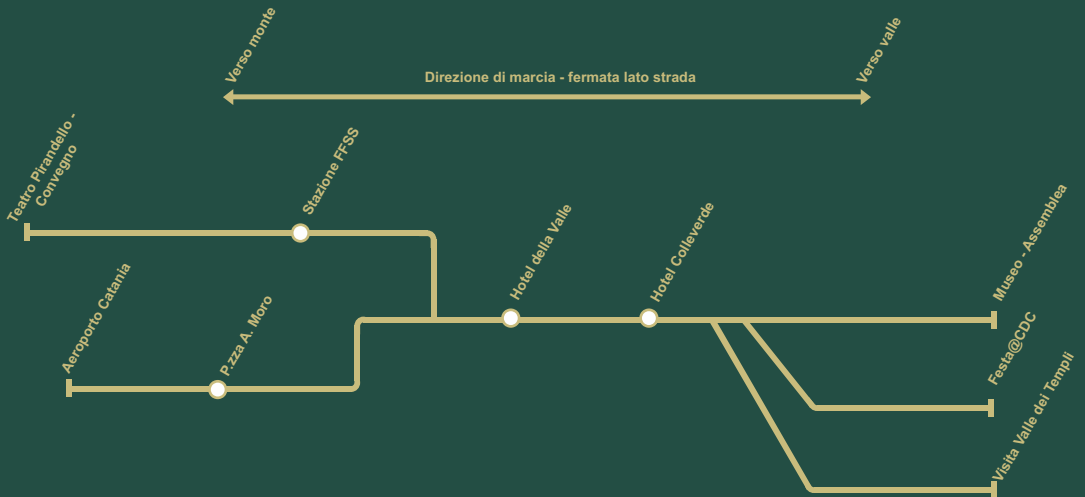 Verso monte
Verso valle
Direzione di marcia - fermata lato strada
Teatro Pirandello -
Convegno
Stazione FFSS
Hotel della Valle
Hotel Colleverde
Museo - Assemblea
Aeroporto Catania
P.zza A. Moro
Festa@CDC
Visita Valle dei Templi